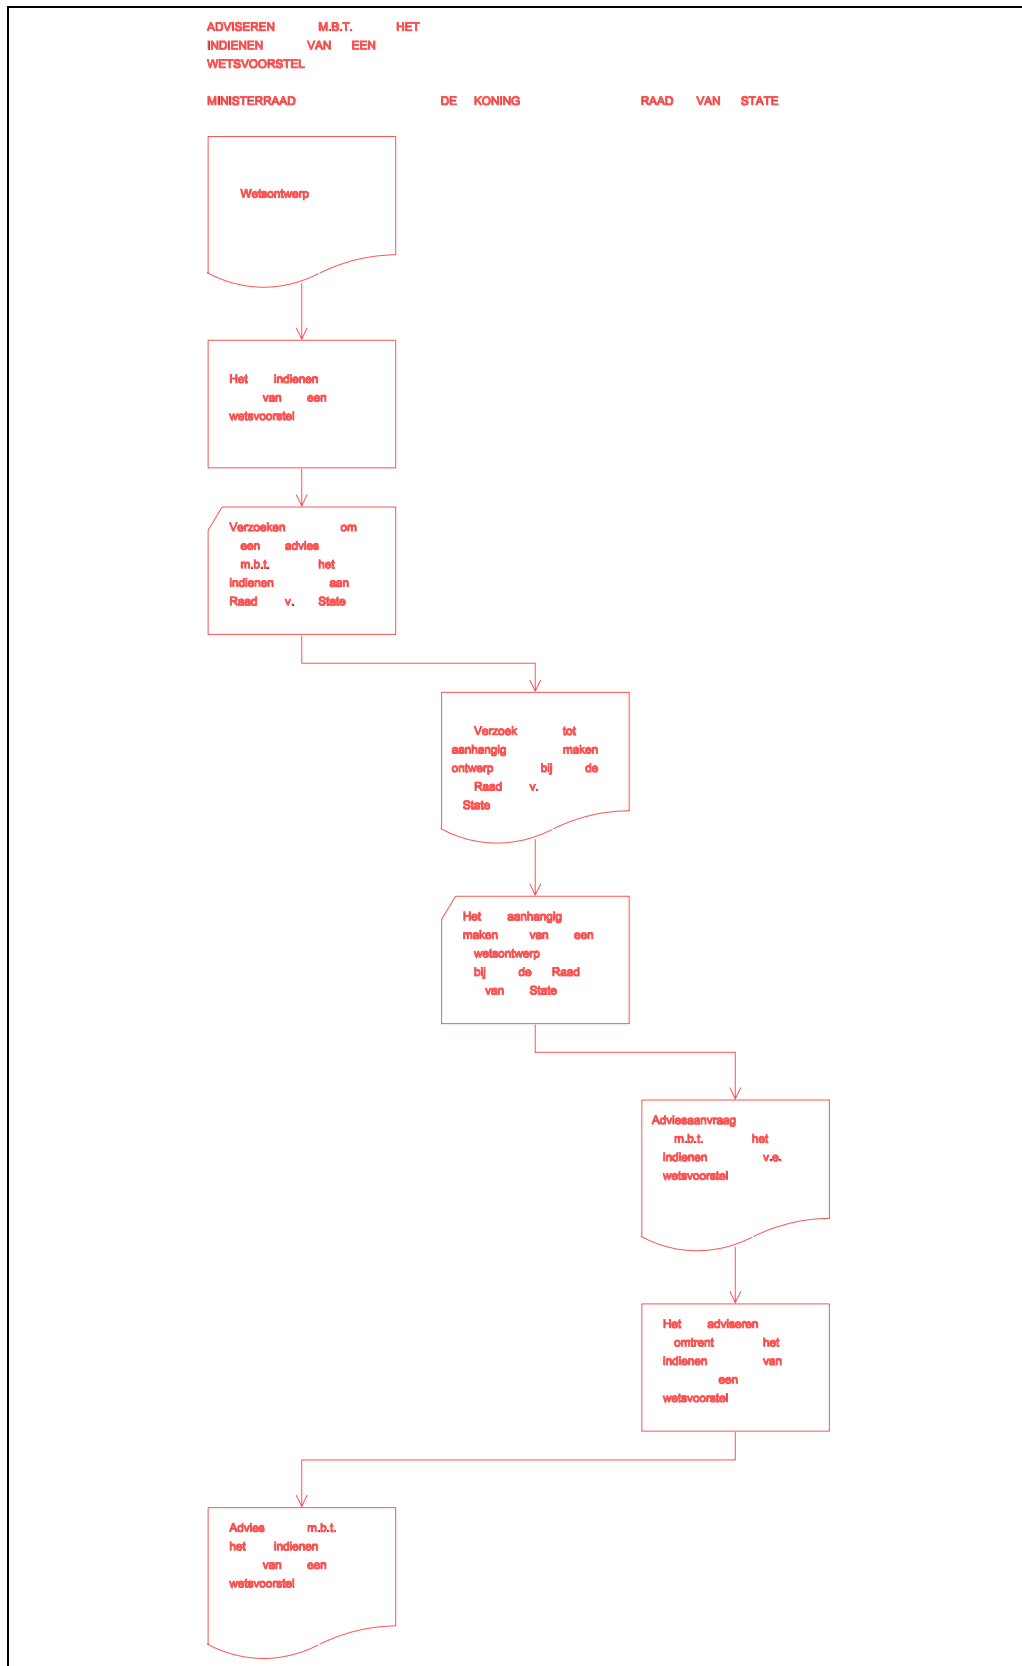 ADVISEREN M.B.T. HET
INDIENEN VAN EEN
WETSVOORSTEL
MINISTERRAAD DE KONING RAAD VAN STATE
Wetsontwerp
Het indienen
van een
wetsvoorstel
Verzoeken om
een advies
m.b.t. het
indienen aan
Raad v. State
Verzoek tot
aanhangig maken
ontwerp bij de
Raad v.
State
Het aanhangig
maken van een
wetsontwerp
bij de Raad
van State
Adviesaanvraag
m.b.t. het
indienen v.e.
wetsvoorstel
Het adviseren
omtrent het
indienen van
een
wetsvoorstel
Advies m.b.t.
het indienen
van een
wetsvoorstel